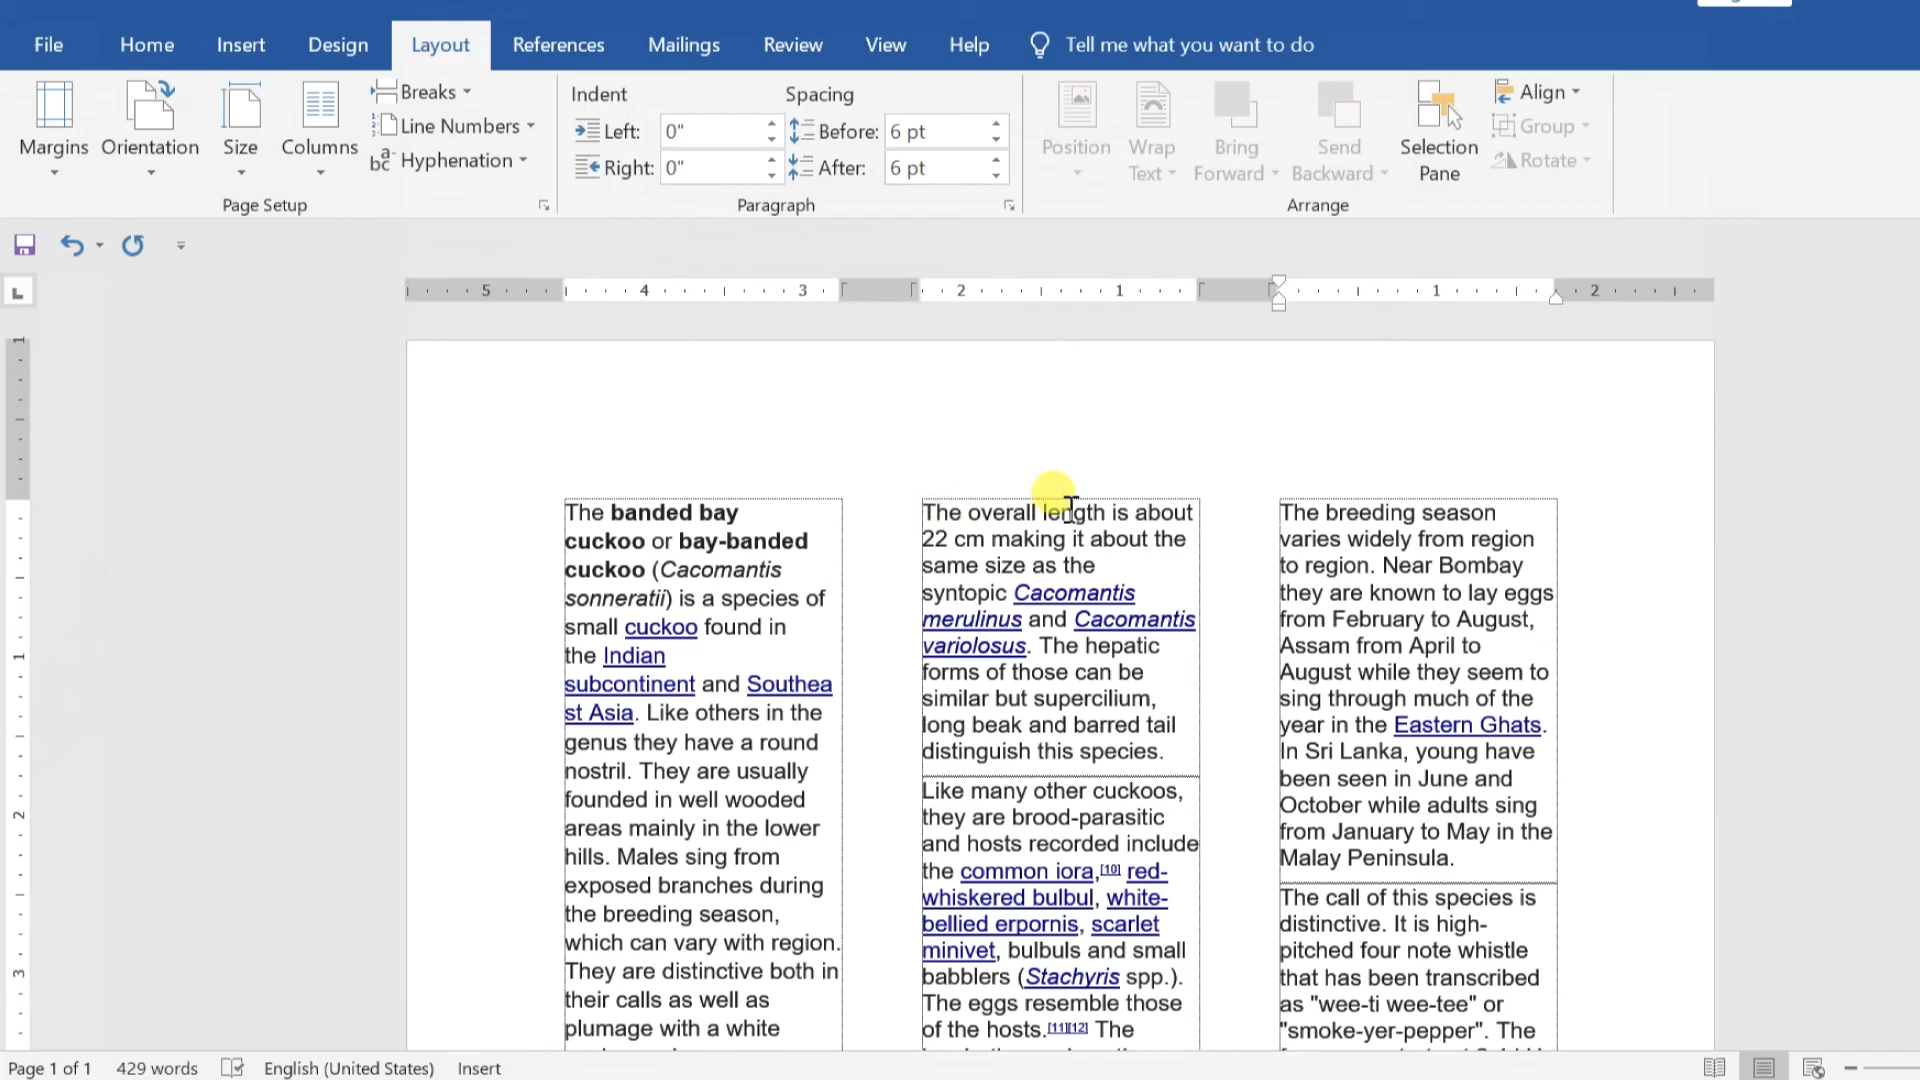 File Home Insert Design Layout References Mailings Review View Help Tell me what you want to do
Margins Orientation Size Columns
Breaks
Line Numbers
Hyphenation
Page Setup
Indent Spacing
Left: 0" Before: 6 pt
Right: 0" After: 6 pt
Paragraph
Position Wrap Text Bring Forward Send Backward Selection Pane
Align
Group
Rotate
Arrange
5 4 3 2 1 1 2
1
1
2
3
The banded bay
cuckoo or bay-banded
cuckoo (Cacomantis
sonneratii) is a species of
small cuckoo found in
the Indian
subcontinent and Southea
st Asia. Like others in the
genus they have a round
nostril. They are usually
founded in well wooded
areas mainly in the lower
hills. Males sing from
exposed branches during
the breeding season,
which can vary with region.
They are distinctive both in
their calls as well as
plumage with a white
The overall length is about
22 cm making it about the
same size as the
syntopic Cacomantis
merulinus and Cacomantis
variolosus. The hepatic
forms of those can be
similar but supercilium,
long beak and barred tail
distinguish this species.
Like many other cuckoos,
they are brood-parasitic
and hosts recorded include
the common iora,[10] red-
whiskered bulbul, white-
bellied erpornis, scarlet
minivet, bulbuls and small
babblers (Stachyris spp.).
The eggs resemble those
of the hosts.[11][12] The
The breeding season
varies widely from region
to region. Near Bombay
they are known to lay eggs
from February to August,
Assam from April to
August while they seem to
sing through much of the
year in the Eastern Ghats.
In Sri Lanka, young have
been seen in June and
October while adults sing
from January to May in the
Malay Peninsula.
The call of this species is
distinctive. It is high-
pitched four note whistle
that has been transcribed
as "wee-ti wee-tee" or
"smoke-yer-pepper". The
Page 1 of 1 429 words English (United States) Insert